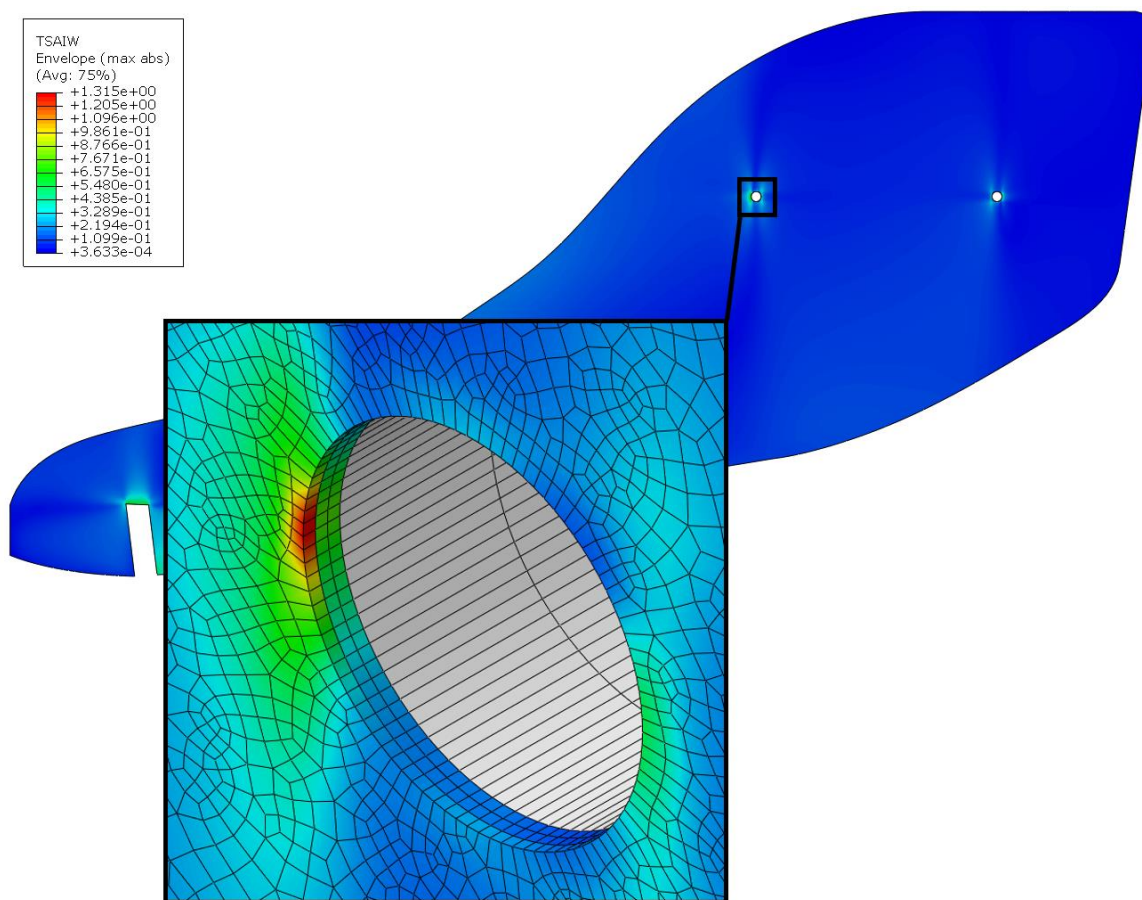 TSAIW
Envelope (max abs)
(Avg: 75%)
+1.315e+00
+1.205e+00
+1.096e+00
+9.861e-01
+8.766e-01
+7.671e-01
+6.575e-01
+5.480e-01
+4.385e-01
+3.289e-01
+2.194e-01
+1.099e-01
+3.633e-04